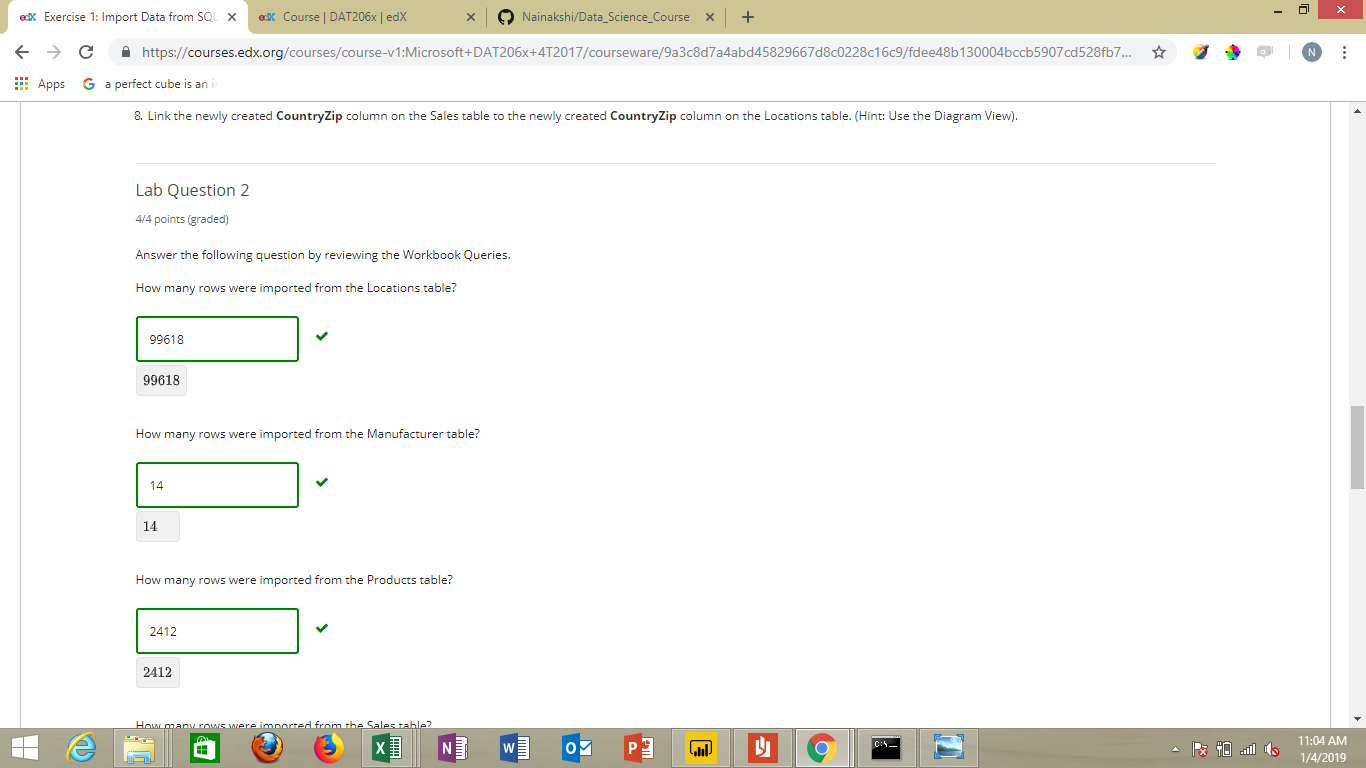 Exercise 1: Import Data from SQL
Course | DAT206x | edX
Nainakshi/Data_Science_Course
https://courses.edx.org/courses/course-v1:Microsoft+DAT206x+4T2017/courseware/9a3c8d7a4abd45829667d8c0228c16c9/fdee48b130004bccb5907cd528fb7...
N
Apps
a perfect cube is an i
8. Link the newly created CountryZip column on the Sales table to the newly created CountryZip column on the Locations table. (Hint: Use the Diagram View).
Lab Question 2
4/4 points (graded)
Answer the following question by reviewing the Workbook Queries.
How many rows were imported from the Locations table?
99618
99618
How many rows were imported from the Manufacturer table?
14
14
How many rows were imported from the Products table?
2412
2412
How many rows were imported from the Sales table?
11:04 AM
1/4/2019